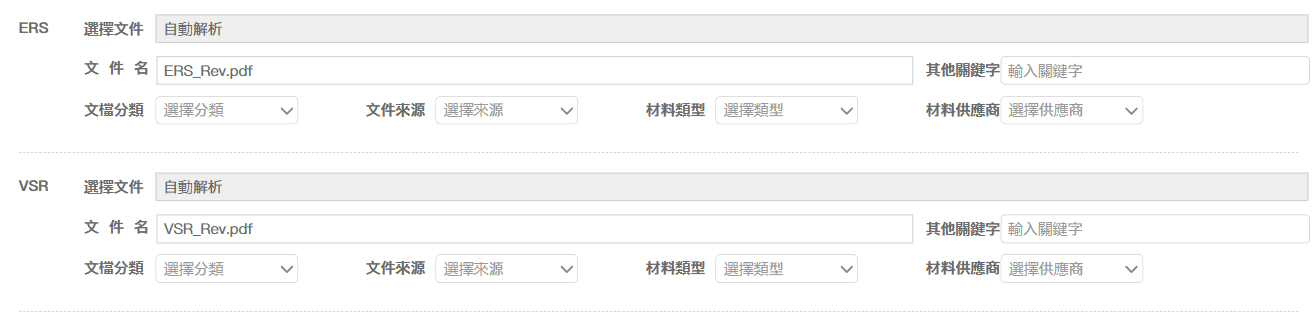 ERS 選擇文件 自動解析
文件名 ERS_Rev.pdf 其他關鍵字 輸入關鍵字
文檔分類 選擇分類 文件來源 選擇來源 材料類型 選擇類型 材料供應商 選擇供應商
VSR 選擇文件 自動解析
文件名 VSR_Rev.pdf 其他關鍵字 輸入關鍵字
文檔分類 選擇分類 文件來源 選擇來源 材料類型 選擇類型 材料供應商 選擇供應商